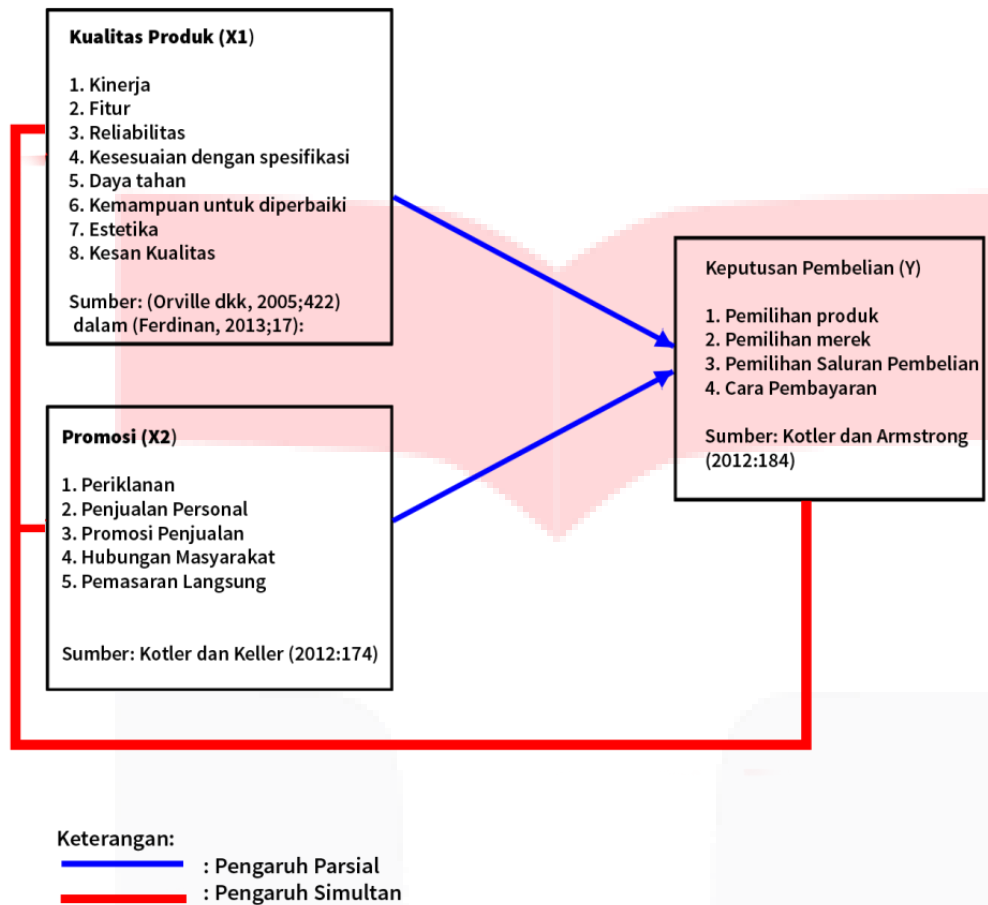 Kualitas Produk (X1)
1. Kinerja
2. Fitur
3. Reliabilitas
4. Kesesuaian dengan spesifikasi
5. Daya tahan
6. Kemampuan untuk diperbaiki
7. Estetika
8. Kesan Kualitas
Sumber: (Orville dkk, 2005;422)
dalam (Ferdinan, 2013;17):
Promosi (X2)
1. Periklanan
2. Penjualan Personal
3. Promosi Penjualan
4. Hubungan Masyarakat
5. Pemasaran Langsung
Sumber: Kotler dan Keller (2012:174)
Keputusan Pembelian (Y)
1. Pemilihan produk
2. Pemilihan merek
3. Pemilihan Saluran Pembelian
4. Cara Pembayaran
Sumber: Kotler dan Armstrong
(2012:184)
Keterangan:
: Pengaruh Parsial
: Pengaruh Simultan